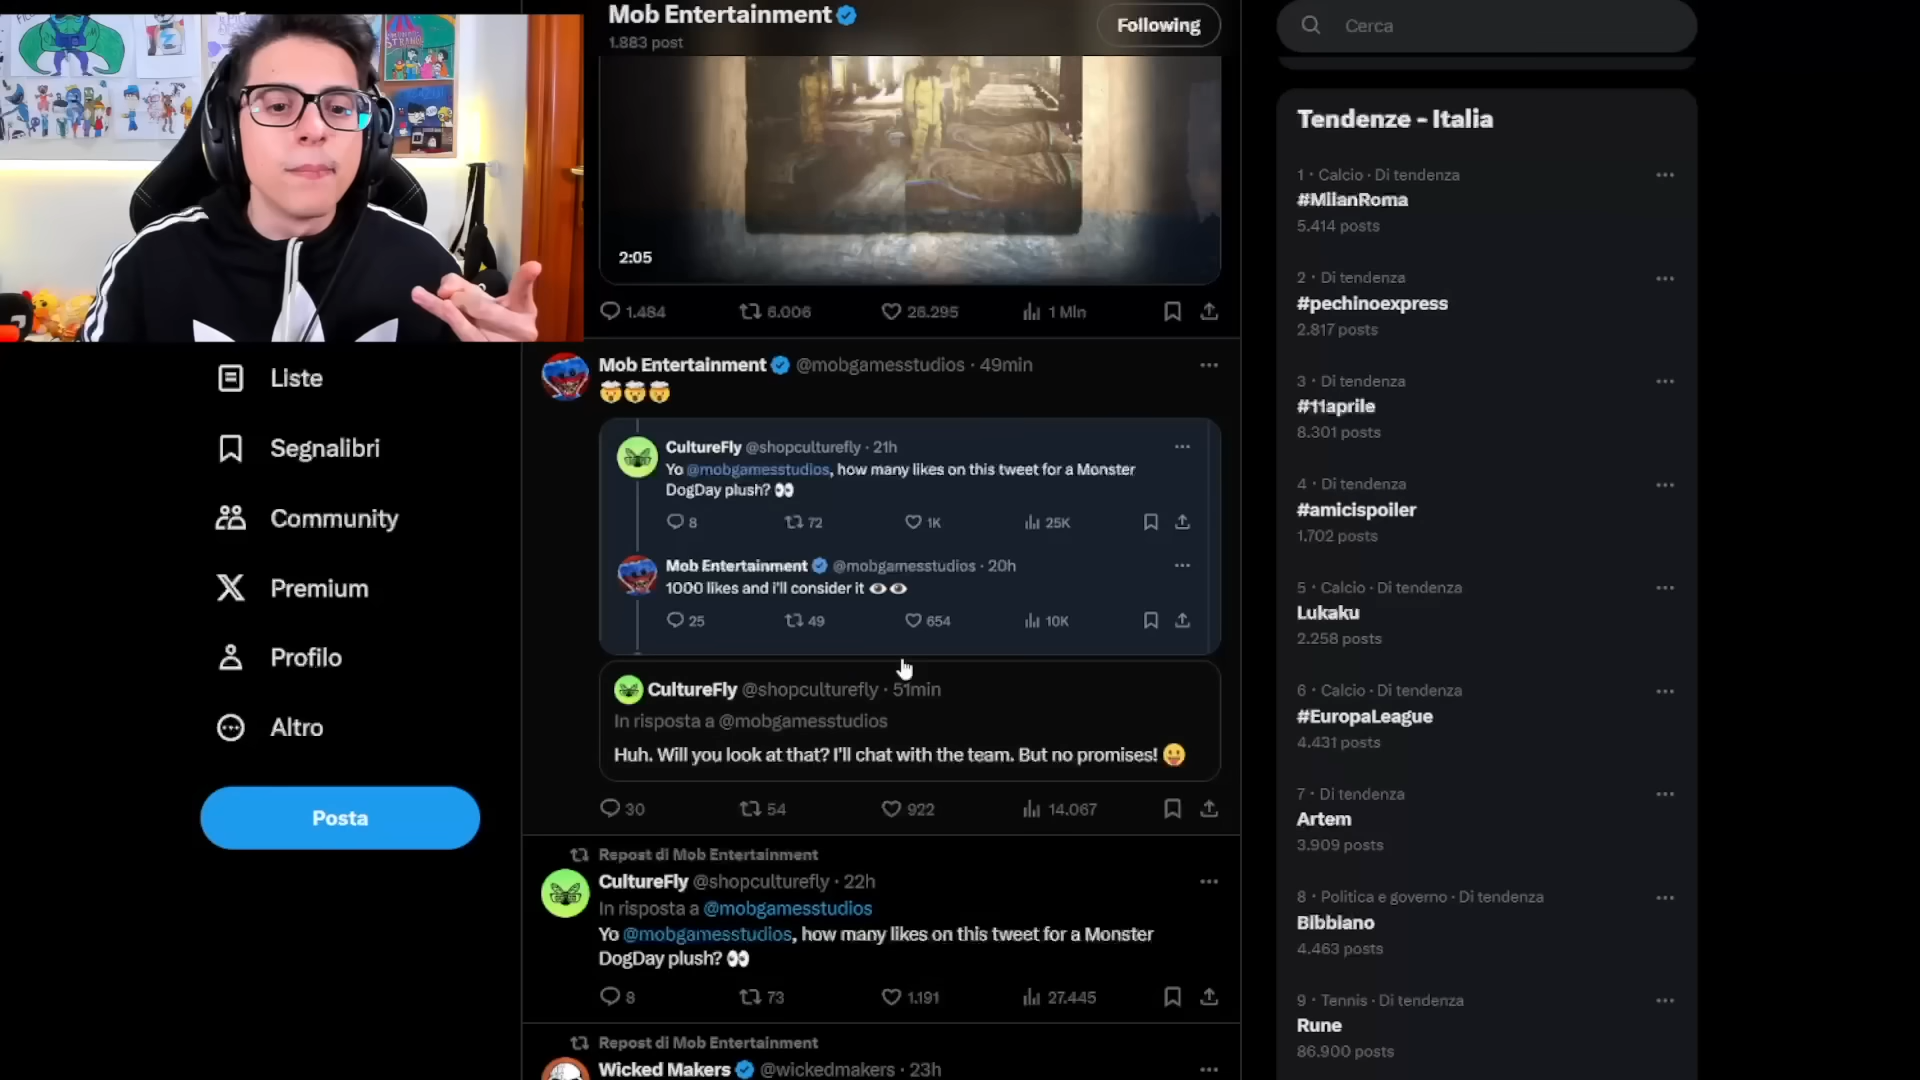 Mob Entertainment
1.883 post
Following
2:05
1.484
6.006
26.295
1 Mln
Mob Entertainment @mobgamesstudios · 49min
🤯🤯🤯
CultureFly @shopculturefly · 21h
Yo @mobgamesstudios, how many likes on this tweet for a Monster
DogDay plush? 👀
8
72
1K
25K
Mob Entertainment @mobgamesstudios · 20h
1000 likes and i'll consider it 👁️👁️
25
49
654
10K
CultureFly @shopculturefly · 51min
In risposta a @mobgamesstudios
Huh. Will you look at that? I'll chat with the team. But no promises! 😛
30
54
922
14.067
Repost di Mob Entertainment
CultureFly @shopculturefly · 22h
In risposta a @mobgamesstudios
Yo @mobgamesstudios, how many likes on this tweet for a Monster
DogDay plush? 👀
8
73
1.191
27.445
Repost di Mob Entertainment
Wicked Makers @wickedmakers · 23h
Liste
Segnalibri
Community
Premium
Profilo
Altro
Posta
Cerca
Tendenze - Italia
1 · Calcio · Di tendenza
#MilanRoma
5.414 posts
2 · Di tendenza
#pechinoexpress
2.817 posts
3 · Di tendenza
#11aprile
8.301 posts
4 · Di tendenza
#amicispoiler
1.702 posts
5 · Calcio · Di tendenza
Lukaku
2.258 posts
6 · Calcio · Di tendenza
#EuropaLeague
4.431 posts
7 · Di tendenza
Artem
3.909 posts
8 · Politica e governo · Di tendenza
Bibbiano
4.463 posts
9 · Tennis · Di tendenza
Rune
86.900 posts